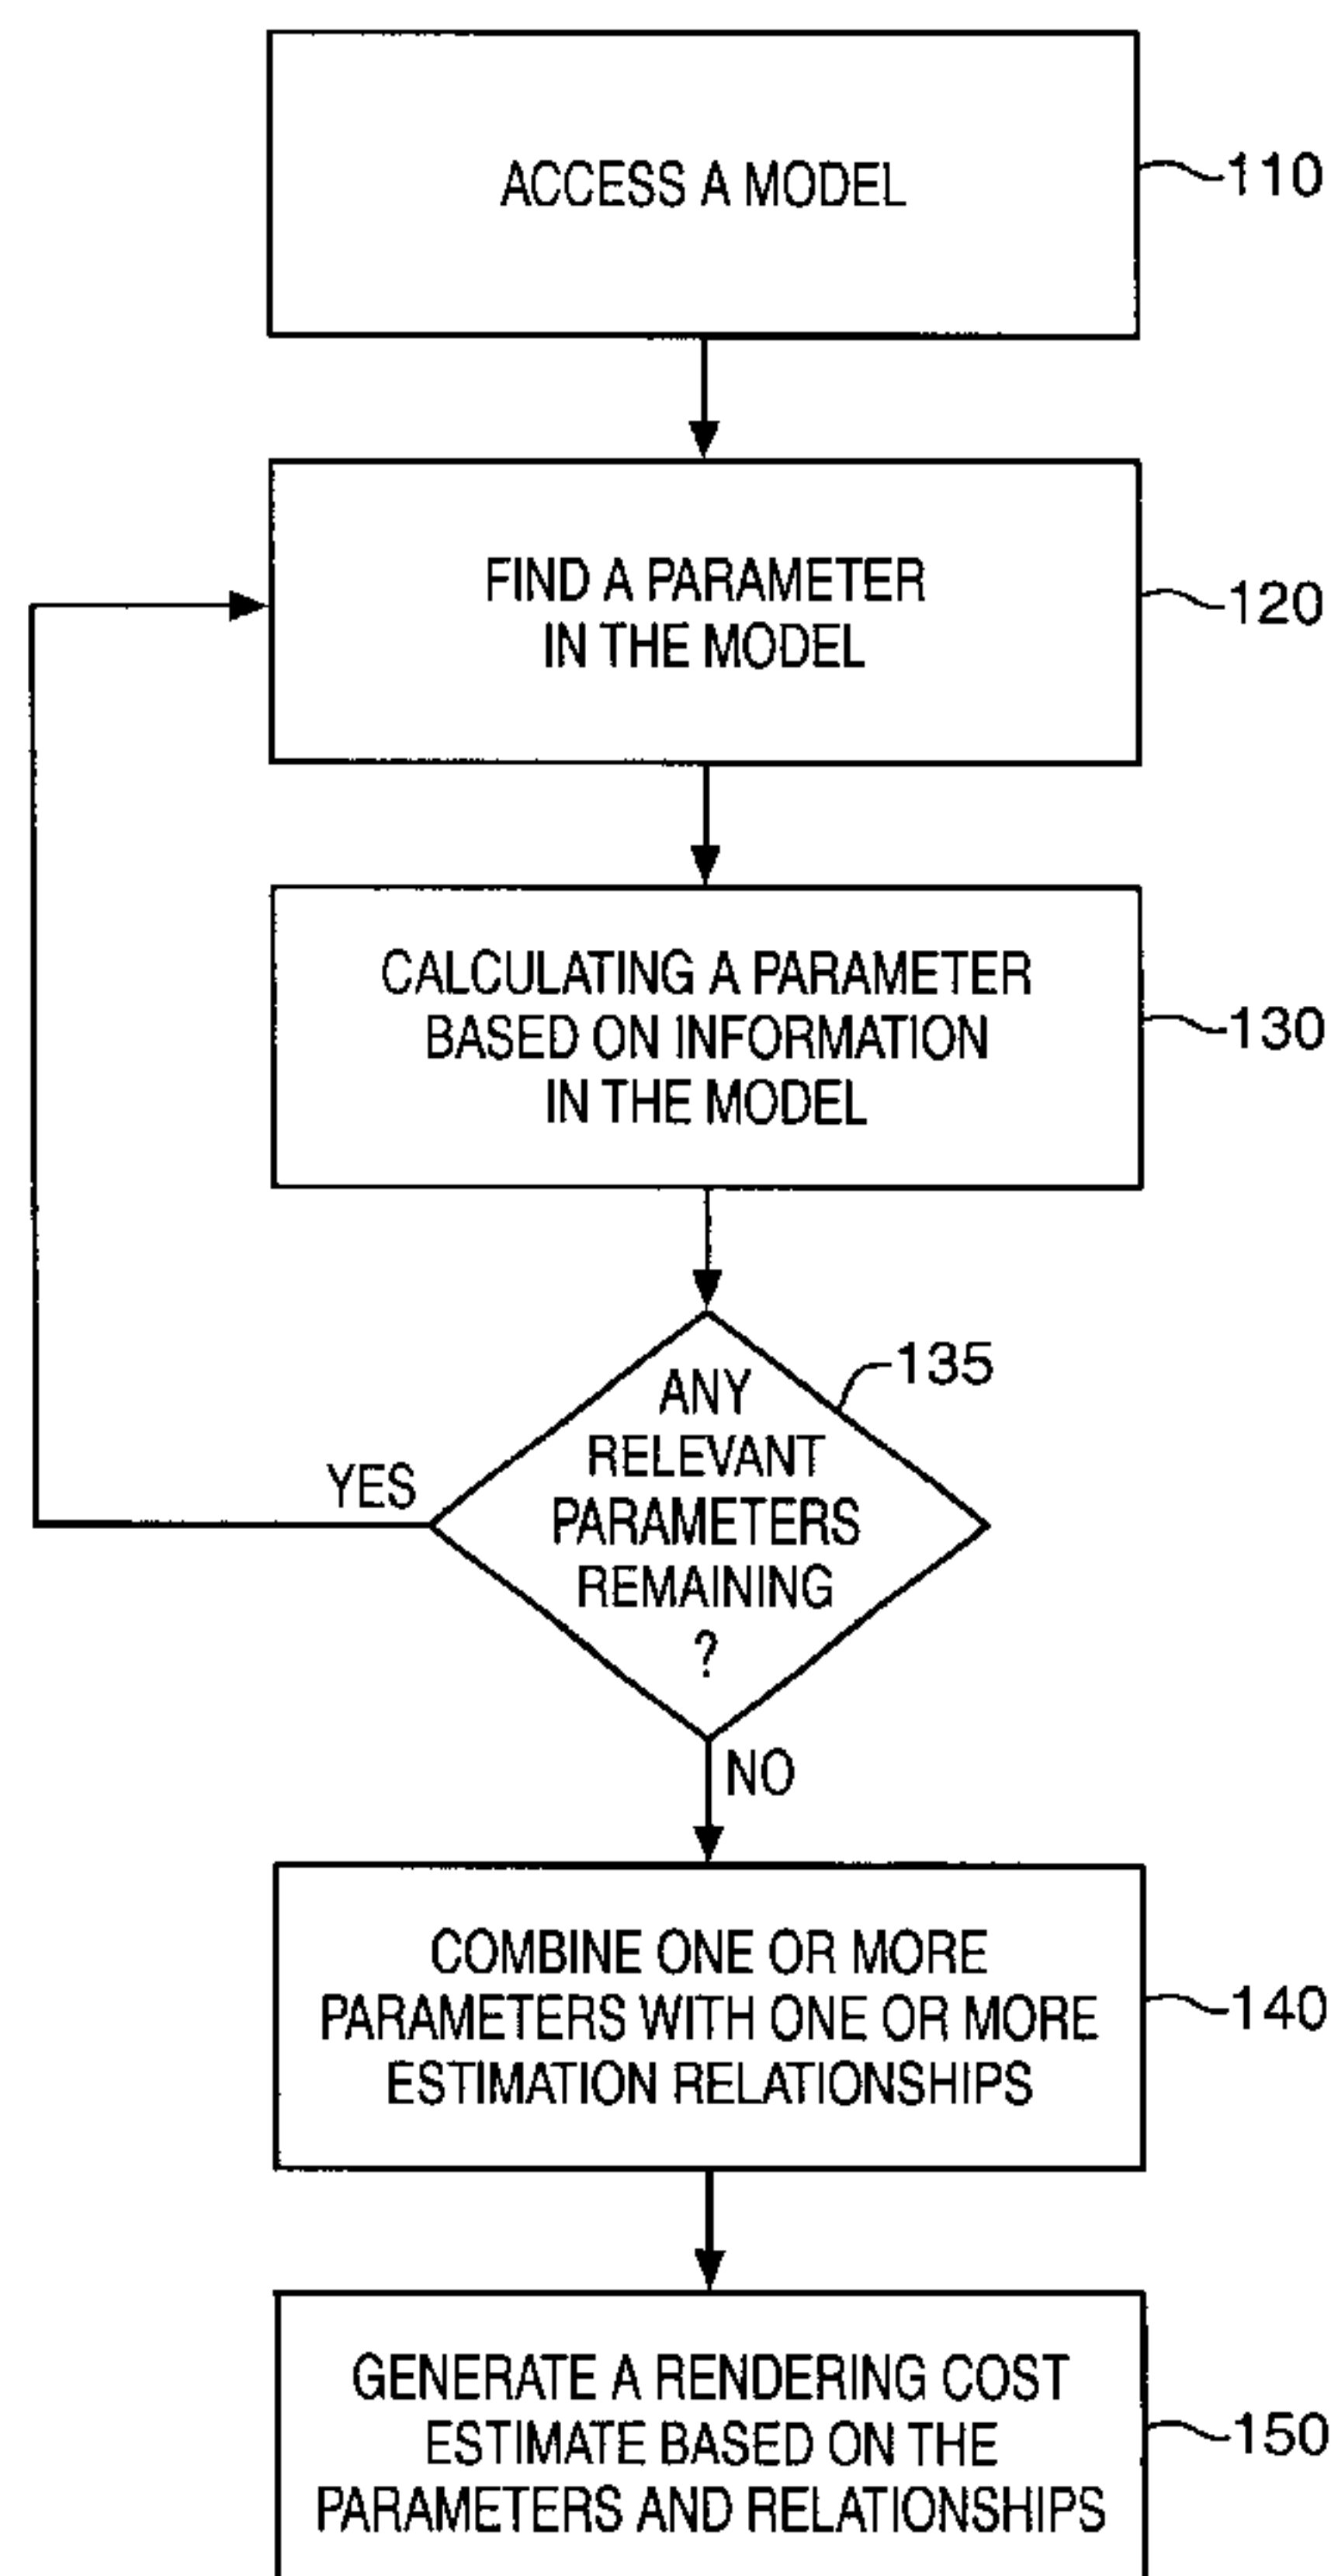 ACCESS A MODEL
110
FIND A PARAMETER
IN THE MODEL
120
CALCULATING A PARAMETER
BASED ON INFORMATION
IN THE MODEL
130
ANY
RELEVANT
PARAMETERS
REMAINING
?
135
YES
NO
COMBINE ONE OR MORE
PARAMETERS WITH ONE OR MORE
ESTIMATION RELATIONSHIPS
140
GENERATE A RENDERING COST
ESTIMATE BASED ON THE
PARAMETERS AND RELATIONSHIPS
150